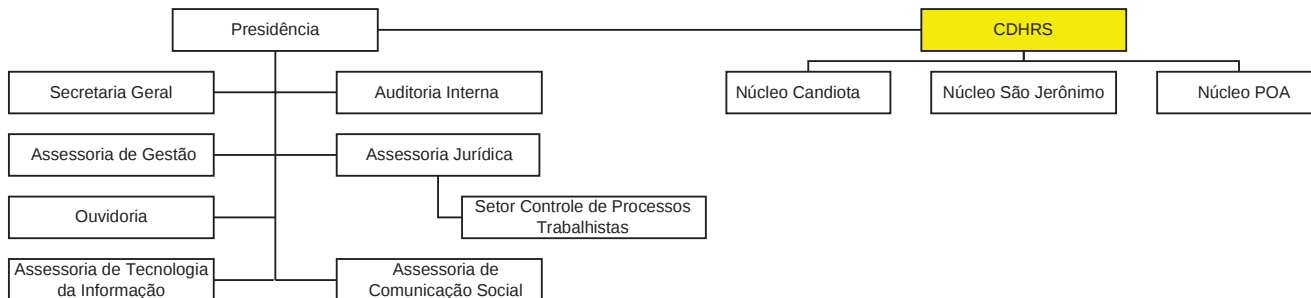 Presidência
CDHRS
Secretaria Geral
Auditoria Interna
Núcleo Candiota
Núcleo São Jerônimo
Núcleo POA
Assessoria de Gestão
Assessoria Jurídica
Ouvidoria
Setor Controle de Processos
Trabalhistas
Assessoria de Tecnologia
da Informação
Assessoria de
Comunicação Social